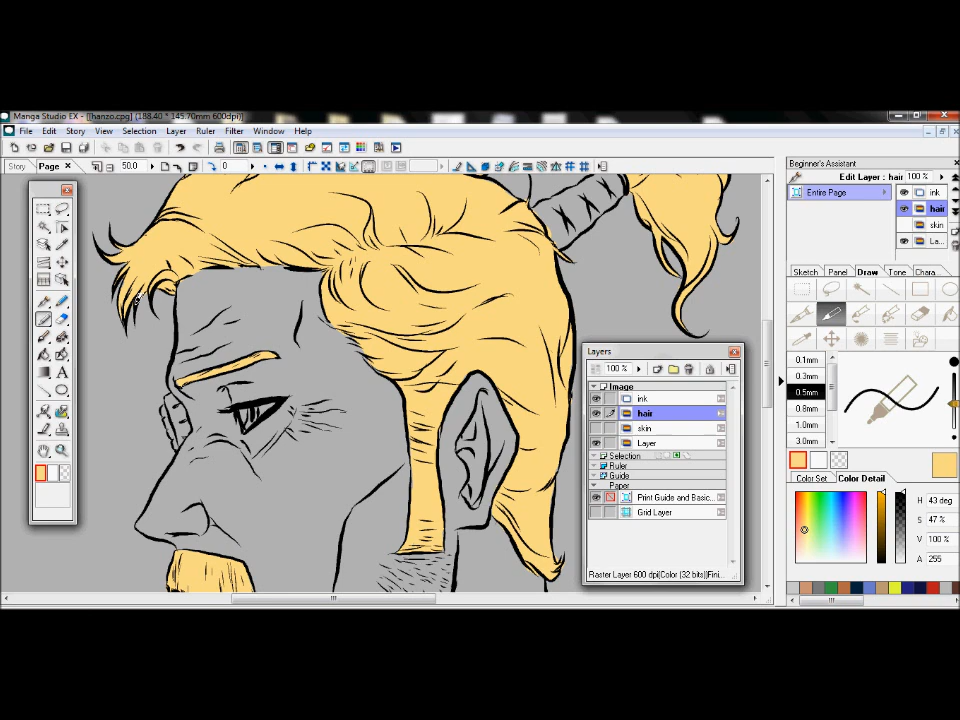 Manga Studio EX - [[hanzo.cpg] (188.40 * 145.70mm 600dpi)]
File Edit Story View Selection Layer Ruler Filter Window Help
Story Page 50.0 0
Beginner's Assistant
Edit Layer : hair 100 %
Entire Page
ink
hair
skin
La...
Sketch Panel Draw Tone Chara
0.1mm
0.3mm
0.5mm
0.8mm
1.0mm
3.0mm
Color Set Color Detail
H 43 deg
S 47 %
V 100 %
A 255
Layers
100 %
Image
ink
hair
skin
Layer
Selection
Ruler
Guide
Paper
Print Guide and Basic...
Grid Layer
Raster Layer 600 dpi(Color (32 bits))Fini...
A